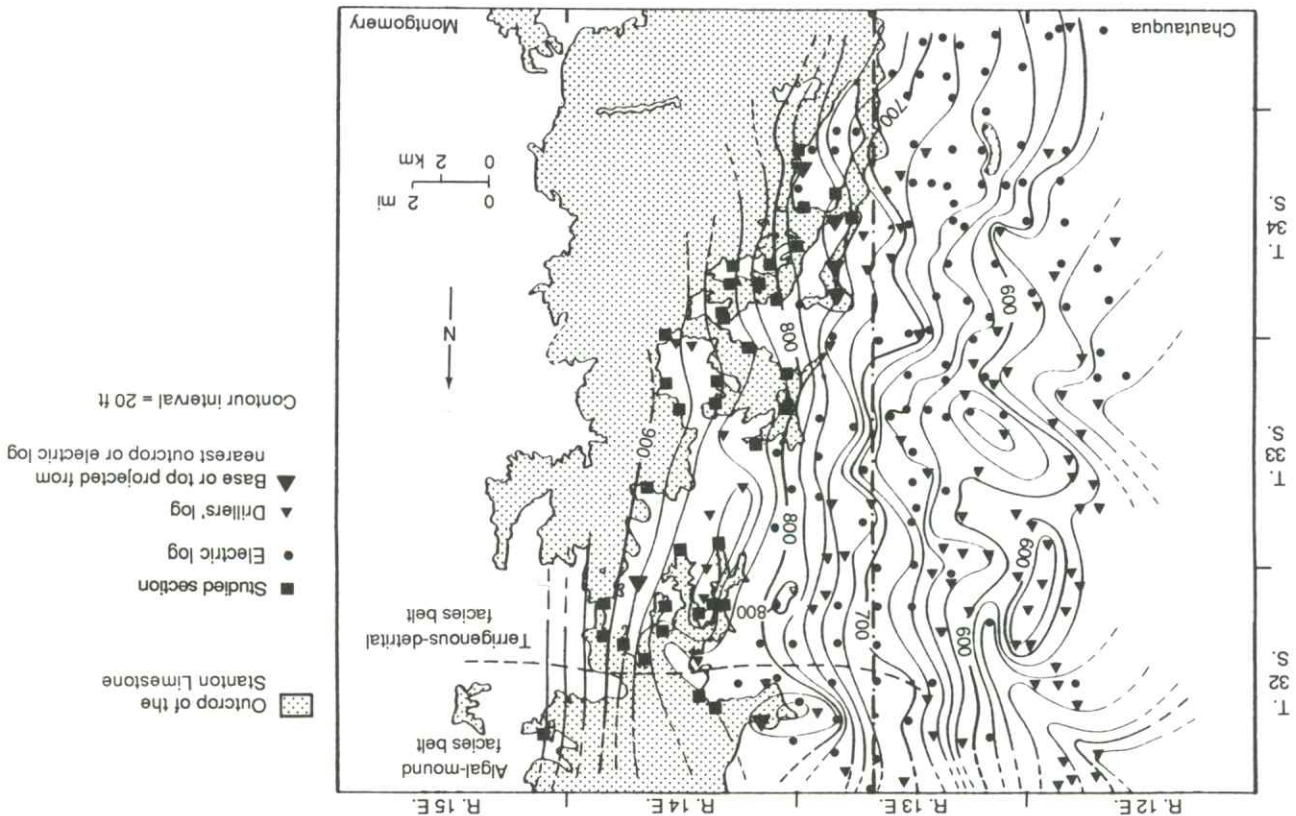 R. 12 E.
R. 13 E.
R. 14 E.
R. 15 E.
T.
32
S.
T.
33
S.
T.
34
S.
Algal-mound
facies belt
Terrigenous-detrital
facies belt
600
700
800
600
800
900
600
800
700
N
0 2 mi
0 2 km
Chautauqua
Montgomery
Outcrop of the
Stanton Limestone
Studied section
Electric log
Drillers' log
Base or top projected from
nearest outcrop or electric log
Contour interval = 20 ft
600